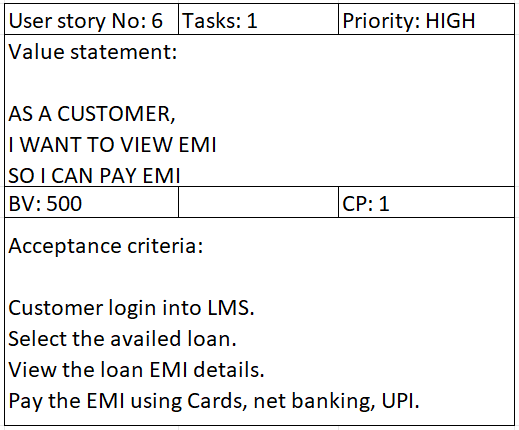 User story No: 6 Tasks: 1 Priority: HIGH
Value statement:
AS A CUSTOMER,
I WANT TO VIEW EMI
SO I CAN PAY EMI
BV: 500 CP: 1
Acceptance criteria:
Customer login into LMS.
Select the availed loan.
View the loan EMI details.
Pay the EMI using Cards, net banking, UPI.